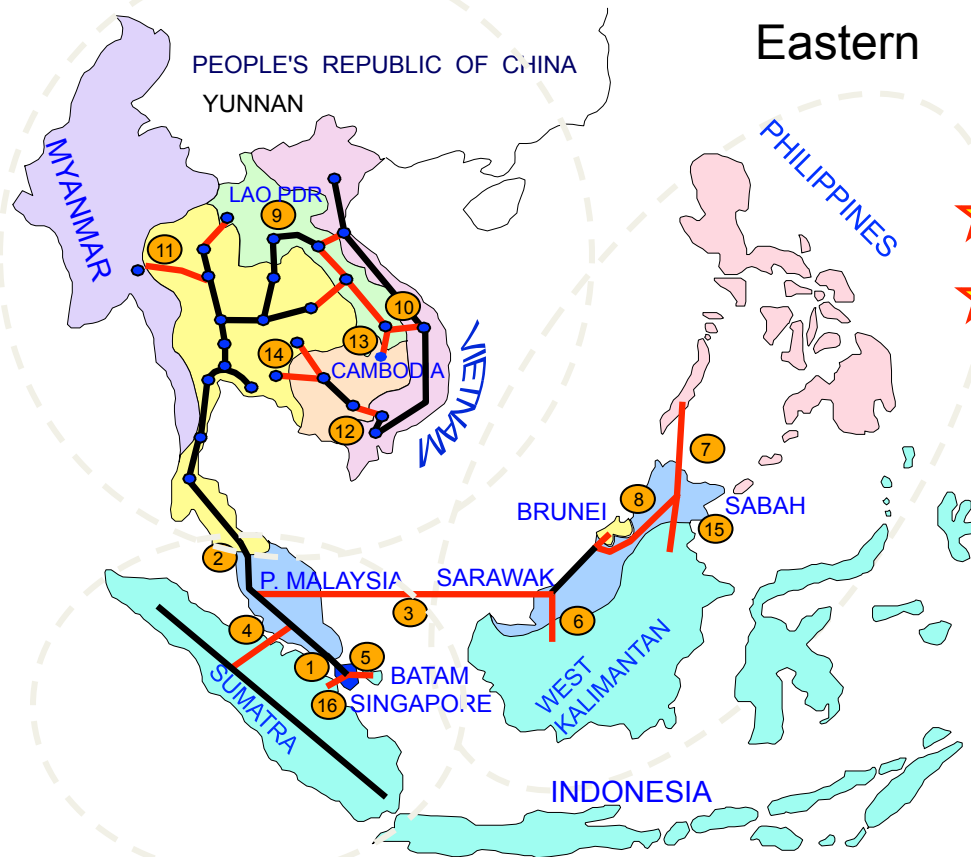 Eastern
PEOPLE'S REPUBLIC OF CHINA
YUNNAN
PHILIPPINES
MYANMAR
LAO PDR
9
11
10
13
14
CAMBODIA
VIETNAM
12
7
8
BRUNEI
SABAH
15
2
P. MALAYSIA
SARAWAK
3
6
4
1
5
BATAM
16
SINGAPORE
SUMATRA
WEST
KALIMANTAN
INDONESIA